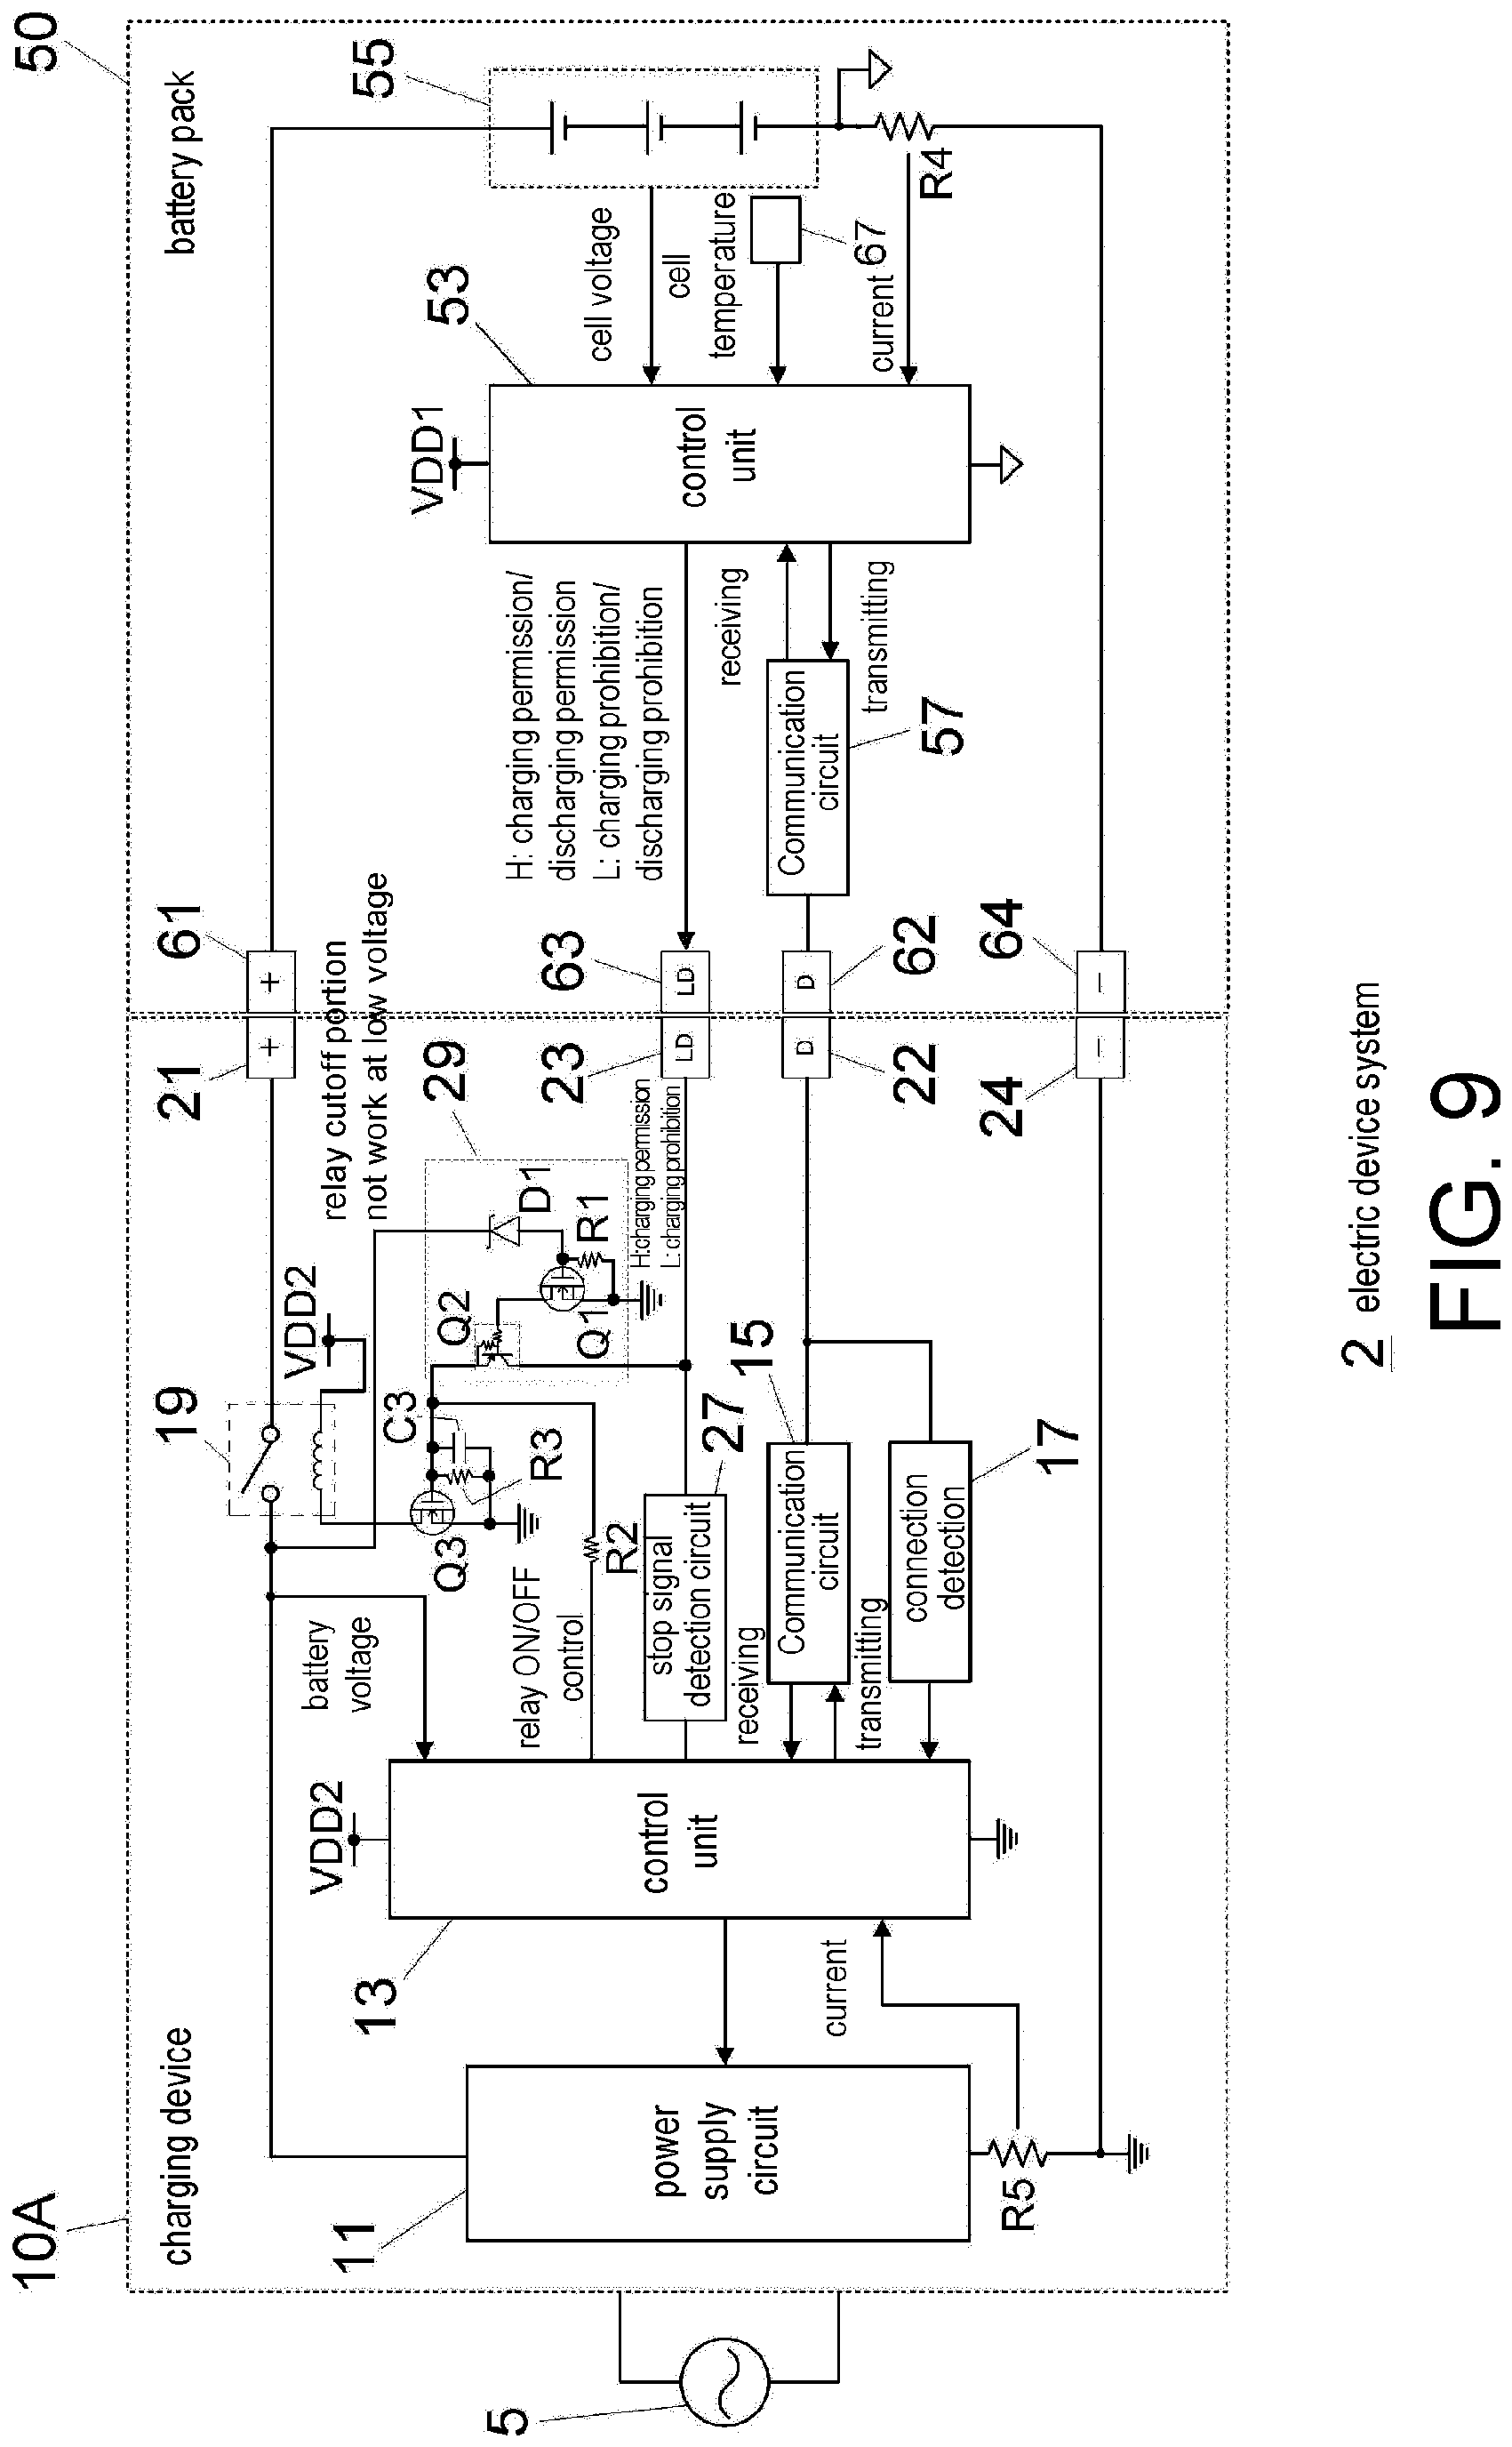 10A
charging device
50
battery pack
5
11
power
supply
circuit
R5
13
VDD2
control
unit
current
battery
voltage
relay ON/OFF
control
R2
stop signal
detection circuit
27
receiving
transmitting
Communication
circuit
15
connection
detection
17
19
VDD2
Q3
R3
C3
Q2
Q1
R1
D1
29
relay cutoff portion
not work at low voltage
H:charging permission
L: charging prohibition
21
+
23
LD
22
D
24
−
61
+
63
LD
62
D
64
−
H: charging permission/
discharging permission
L: charging prohibition/
discharging prohibition
Communication
circuit
57
receiving
transmitting
VDD1
53
control
unit
cell voltage
cell
temperature
67
current
55
R4
2 electric device system
FIG. 9